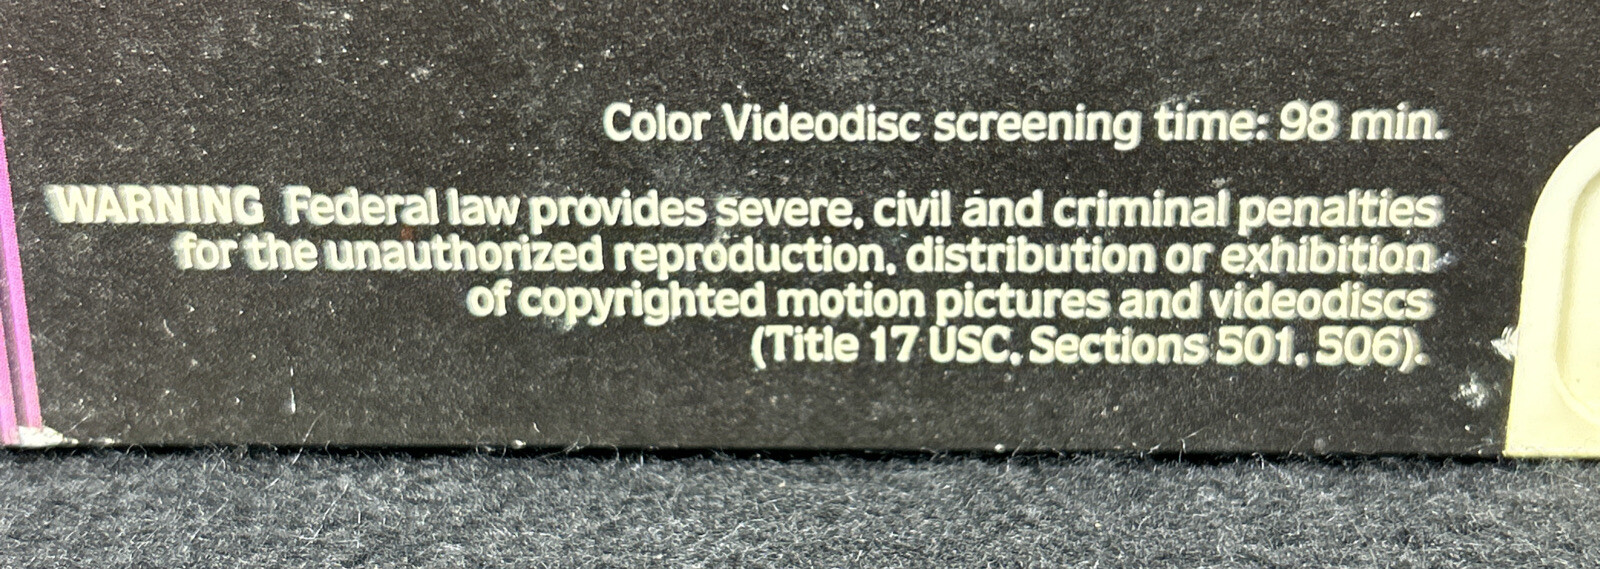 Color Videodisc screening time: 98 min.
WARNING Federal law provides severe, civil and criminal penalties
for the unauthorized reproduction, distribution or exhibition
of copyrighted motion pictures and videodiscs
(Title 17 USC, Sections 501, 506).